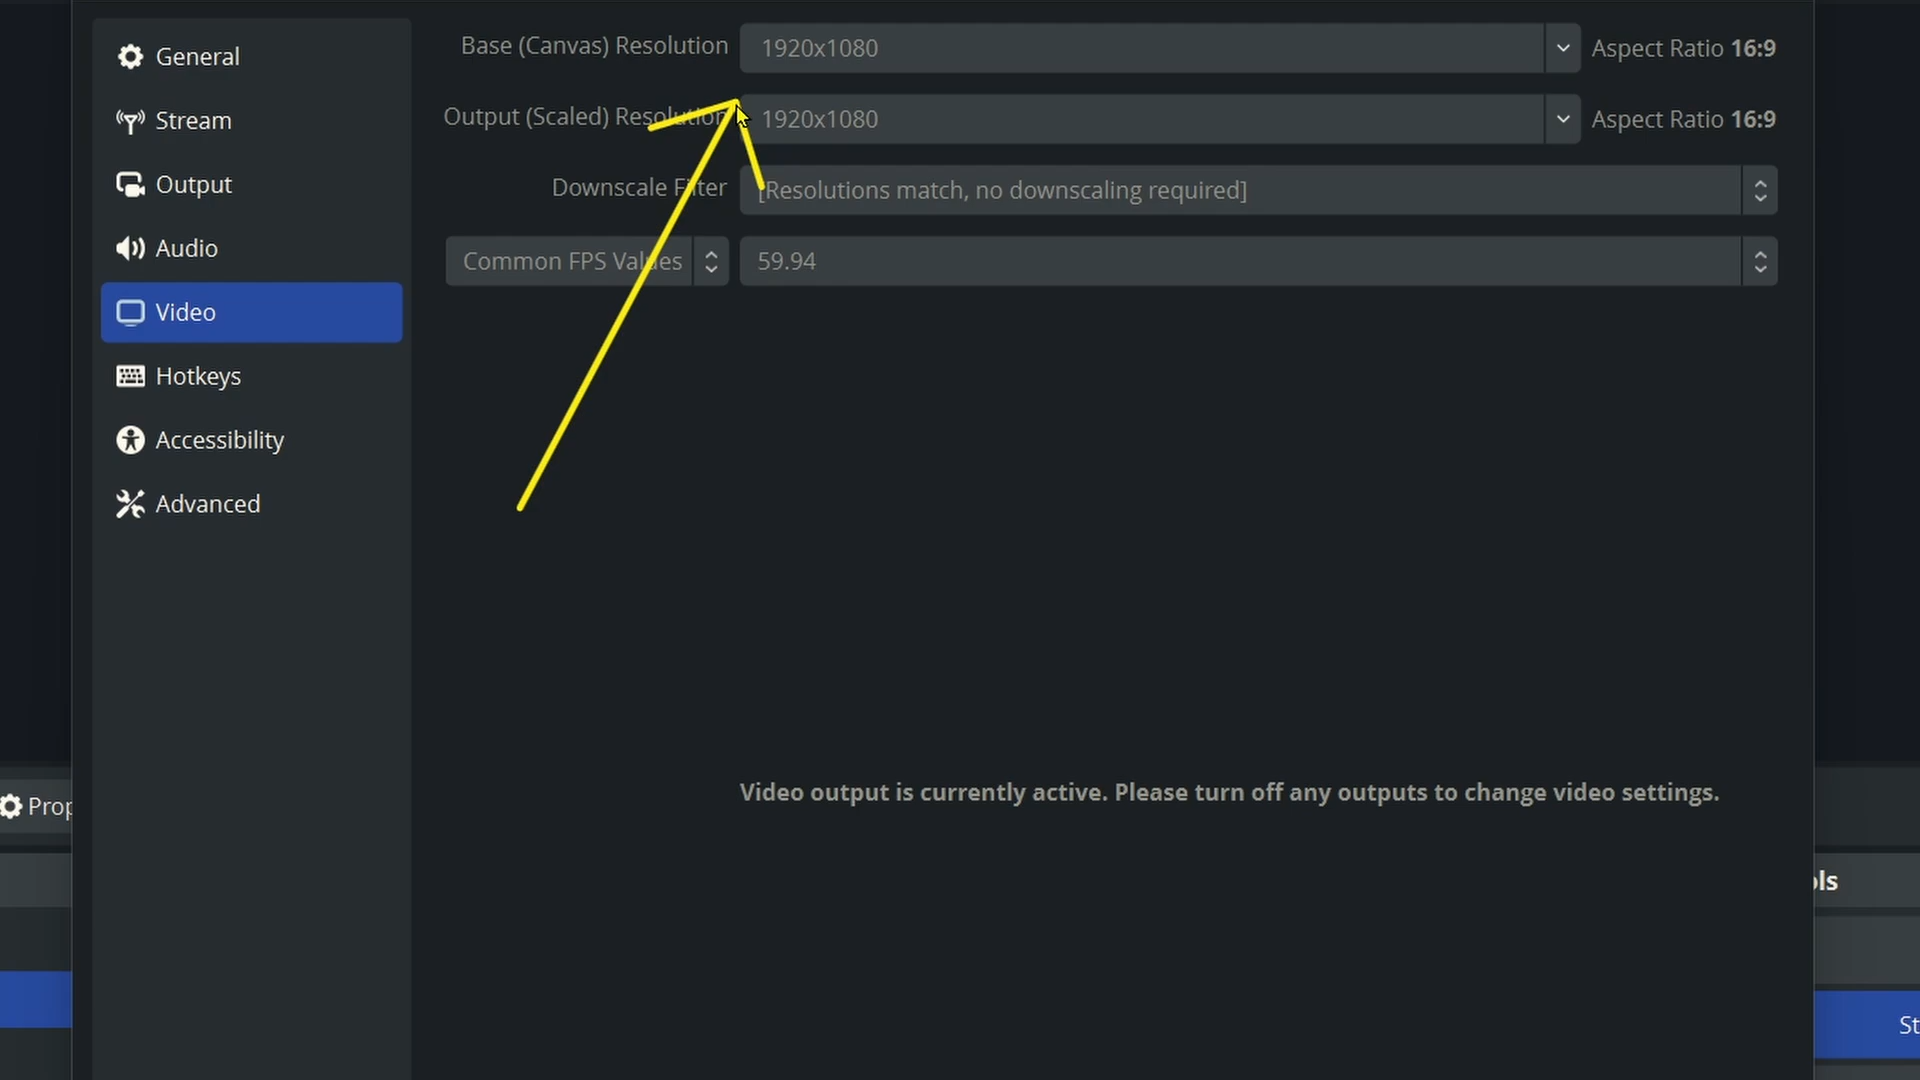 General
Stream
Output
Audio
Video
Hotkeys
Accessibility
Advanced
Base (Canvas) Resolution 1920x1080 Aspect Ratio 16:9
Output (Scaled) Resolution 1920x1080 Aspect Ratio 16:9
Downscale Filter [Resolutions match, no downscaling required]
Common FPS Values 59.94
Video output is currently active. Please turn off any outputs to change video settings.
Prop
ols
St